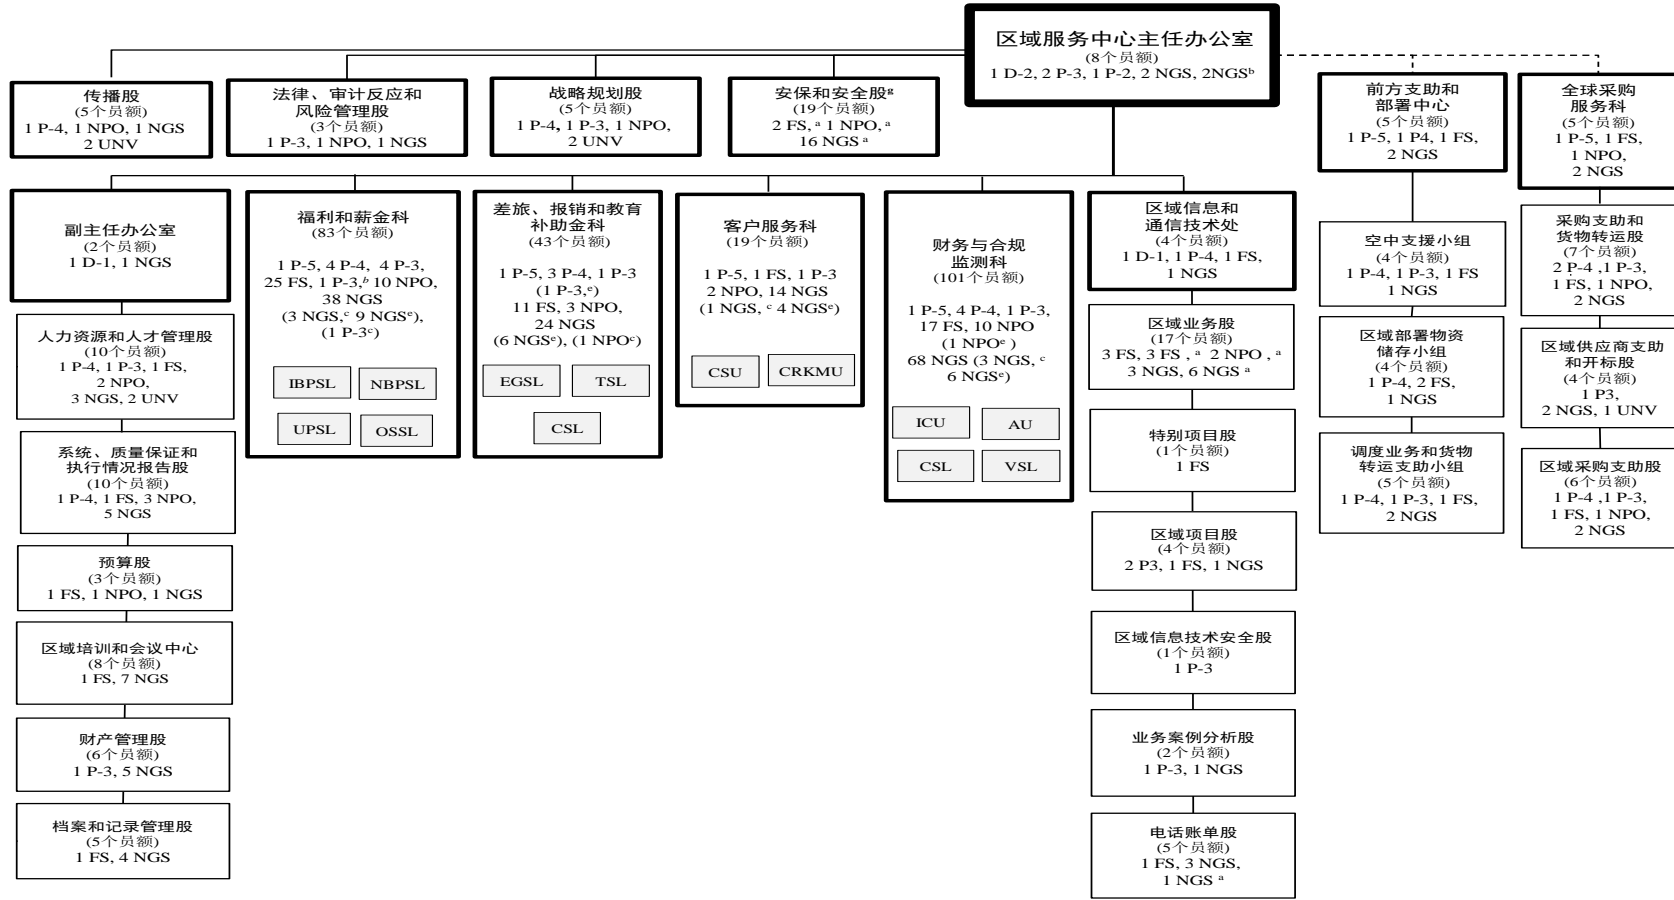 区域服务中心主任办公室
(8个员额)
1 D-2, 2 P-3, 1 P-2, 2 NGS, 2NGSᵇ
传播股
(5个员额)
1 P-4, 1 NPO, 1 NGS
2 UNV
法律、审计反应和
风险管理股
(3个员额)
1 P-3, 1 NPO, 1 NGS
战略规划股
(5个员额)
1 P-4, 1 P-3, 1 NPO,
2 UNV
安保和安全股ᵍ
(19个员额)
2 FS, ᵃ 1 NPO, ᵃ
16 NGS ᵃ
前方支助和
部署中心
(5个员额)
1 P-5, 1 P4, 1 FS,
2 NGS
全球采购
服务科
(5个员额)
1 P-5, 1 FS,
1 NPO,
2 NGS
副主任办公室
(2个员额)
1 D-1, 1 NGS
福利和薪金科
(83个员额)
1 P-5, 4 P-4, 4 P-3,
25 FS, 1 P-3,ᵇ 10 NPO,
38 NGS
(3 NGS,ᶜ 9 NGSᵉ),
(1 P-3ᶜ)
IBPSL
NBPSL
UPSL
OSSL
差旅、报销和教育
补助金科
(43个员额)
1 P-5, 3 P-4, 1 P-3
(1 P-3,ᵉ)
11 FS, 3 NPO,
24 NGS
(6 NGSᵉ), (1 NPOᶜ)
EGSL
TSL
CSL
客户服务科
(19个员额)
1 P-5, 1 FS, 1 P-3
2 NPO, 14 NGS
(1 NGS, ᶜ 4 NGSᵉ)
CSU
CRKMU
财务与合规
监测科
(101个员额)
1 P-5, 4 P-4, 1 P-3,
17 FS, 10 NPO
(1 NPOᵉ )
68 NGS (3 NGS, ᶜ
6 NGSᵉ)
ICU
AU
CSL
VSL
区域信息和
通信技术处
(4个员额)
1 D-1, 1 P-4, 1 FS,
1 NGS
人力资源和人才管理股
(10个员额)
1 P-4, 1 P-3, 1 FS,
2 NPO,
3 NGS, 2 UNV
系统、质量保证和
执行情况报告股
(10个员额)
1 P-4, 1 FS, 3 NPO,
5 NGS
预算股
(3个员额)
1 FS, 1 NPO, 1 NGS
区域培训和会议中心
(8个员额)
1 FS, 7 NGS
财产管理股
(6个员额)
1 P-3, 5 NGS
档案和记录管理股
(5个员额)
1 FS, 4 NGS
区域业务股
(17个员额)
3 FS, 3 FS , ᵃ 2 NPO , ᵃ
3 NGS, 6 NGS ᵃ
特别项目股
(1个员额)
1 FS
区域项目股
(4个员额)
2 P3, 1 FS, 1 NGS
区域信息技术安全股
(1个员额)
1 P-3
业务案例分析股
(2个员额)
1 P-3, 1 NGS
电话账单股
(5个员额)
1 FS, 3 NGS,
1 NGS ᵃ
空中支援小组
(4个员额)
1 P-4, 1 P-3, 1 FS
1 NGS
区域部署物资
储存小组
(4个员额)
1 P-4, 2 FS,
1 NGS
调度业务和货物
转运支助小组
(5个员额)
1 P-4, 1 P-3, 1 FS,
2 NGS
采购支助和
货物转运股
(7个员额)
2 P-4 ,1 P-3,
1 FS, 1 NPO,
2 NGS
区域供应商支助
和开标股
(4个员额)
1 P3,
2 NGS, 1 UNV
区域采购支助股
(6个员额)
1 P-4 ,1 P-3,
1 FS, 1 NPO,
2 NGS